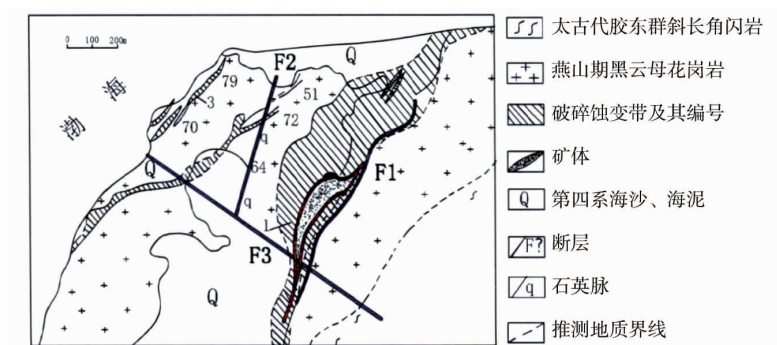 0 100 200m
渤海
Q
F2
79
51
3
70
72
q
64
Q
F1
q
1
F3
Q
太古代胶东群斜长角闪岩
燕山期黑云母花岗岩
破碎蚀变带及其编号
矿体
Q 第四系海沙、海泥
F? 断层
q 石英脉
推测地质界线